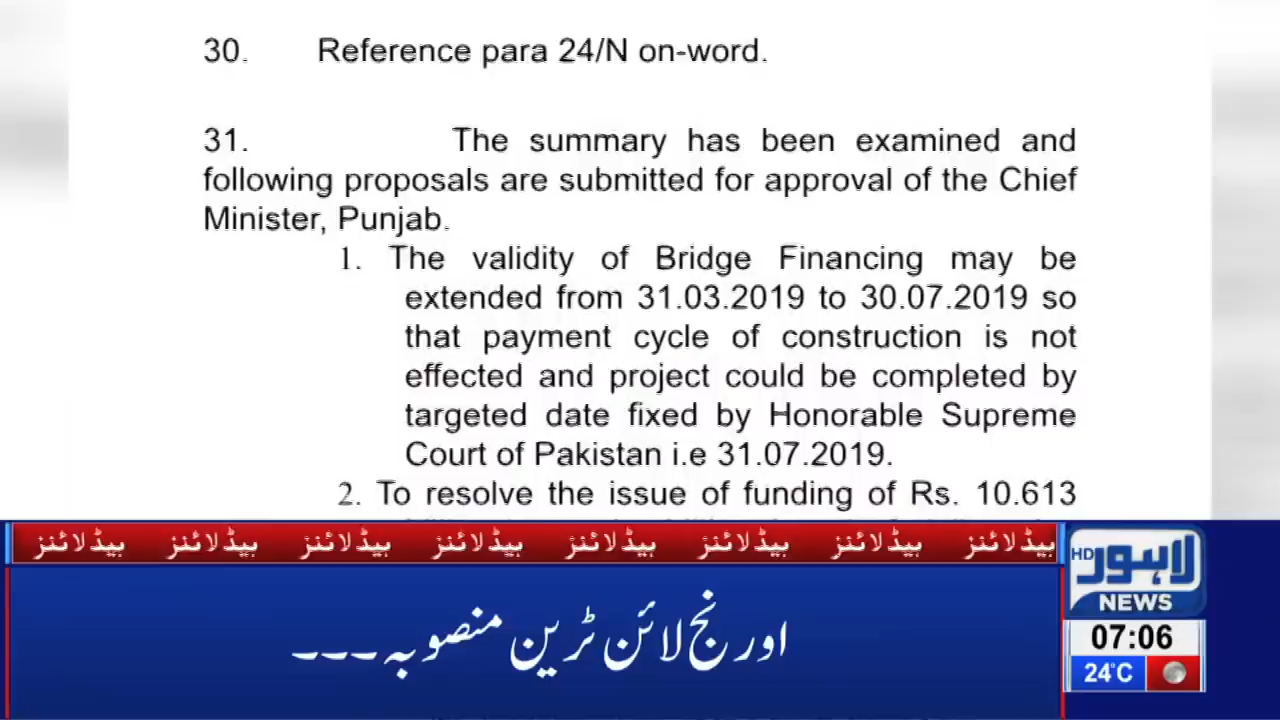 30. Reference para 24/N on-word.
31. The summary has been examined and
following proposals are submitted for approval of the Chief
Minister, Punjab.
1. The validity of Bridge Financing may be
extended from 31.03.2019 to 30.07.2019 so
that payment cycle of construction is not
effected and project could be completed by
targeted date fixed by Honorable Supreme
Court of Pakistan i.e 31.07.2019.
2. To resolve the issue of funding of Rs. 10.613
ہیڈلائنز ہیڈلائنز ہیڈلائنز ہیڈلائنز ہیڈلائنز ہیڈلائنز ہیڈلائنز ہیڈلائنز
اورنج لائن ٹرین منصوبہ ۔۔۔
HD لاہور
NEWS
07:06
24°C